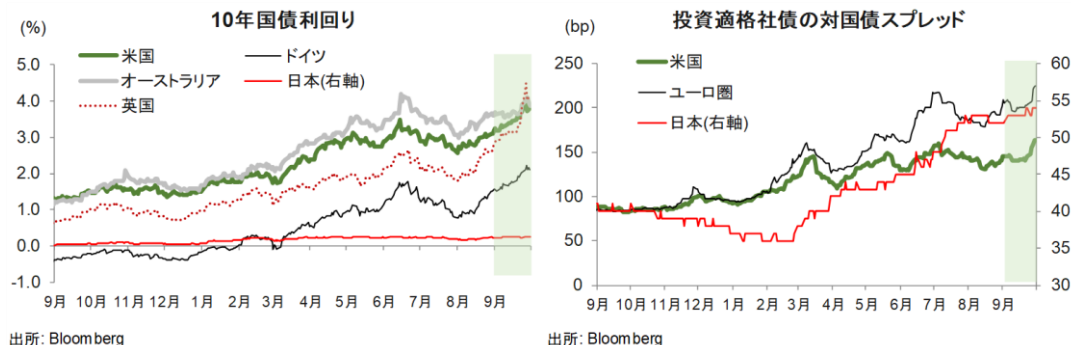 10年国債利回り
(%)
米国
ドイツ
オーストラリア
日本(右軸)
英国
5.0
4.0
3.0
2.0
1.0
0.0
-1.0
9月 10月 11月 12月 1月 2月 3月 4月 5月 6月 7月 8月 9月
出所: Bloomberg
投資適格社債の対国債スプレッド
(bp)
米国
ユーロ圏
日本(右軸)
250
200
150
100
50
0
60
55
50
45
40
35
30
9月 10月 11月 12月 1月 2月 3月 4月 5月 6月 7月 8月 9月
出所: Bloomberg